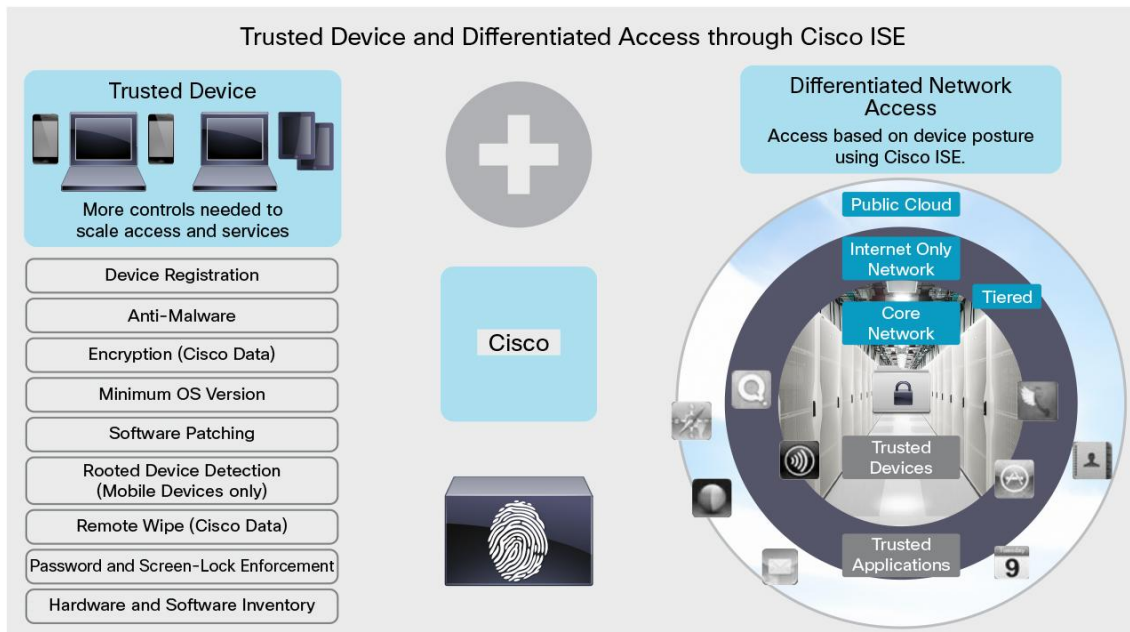 Trusted Device and Differentiated Access through Cisco ISE
Trusted Device
More controls needed to
scale access and services
Device Registration
Anti-Malware
Encryption (Cisco Data)
Minimum OS Version
Software Patching
Rooted Device Detection
(Mobile Devices only)
Remote Wipe (Cisco Data)
Password and Screen-Lock Enforcement
Hardware and Software Inventory
Cisco
Differentiated Network
Access
Access based on device posture
using Cisco ISE.
Public Cloud
Internet Only
Network
Tiered
Core
Network
Trusted
Devices
Trusted
Applications
Tuesday
9